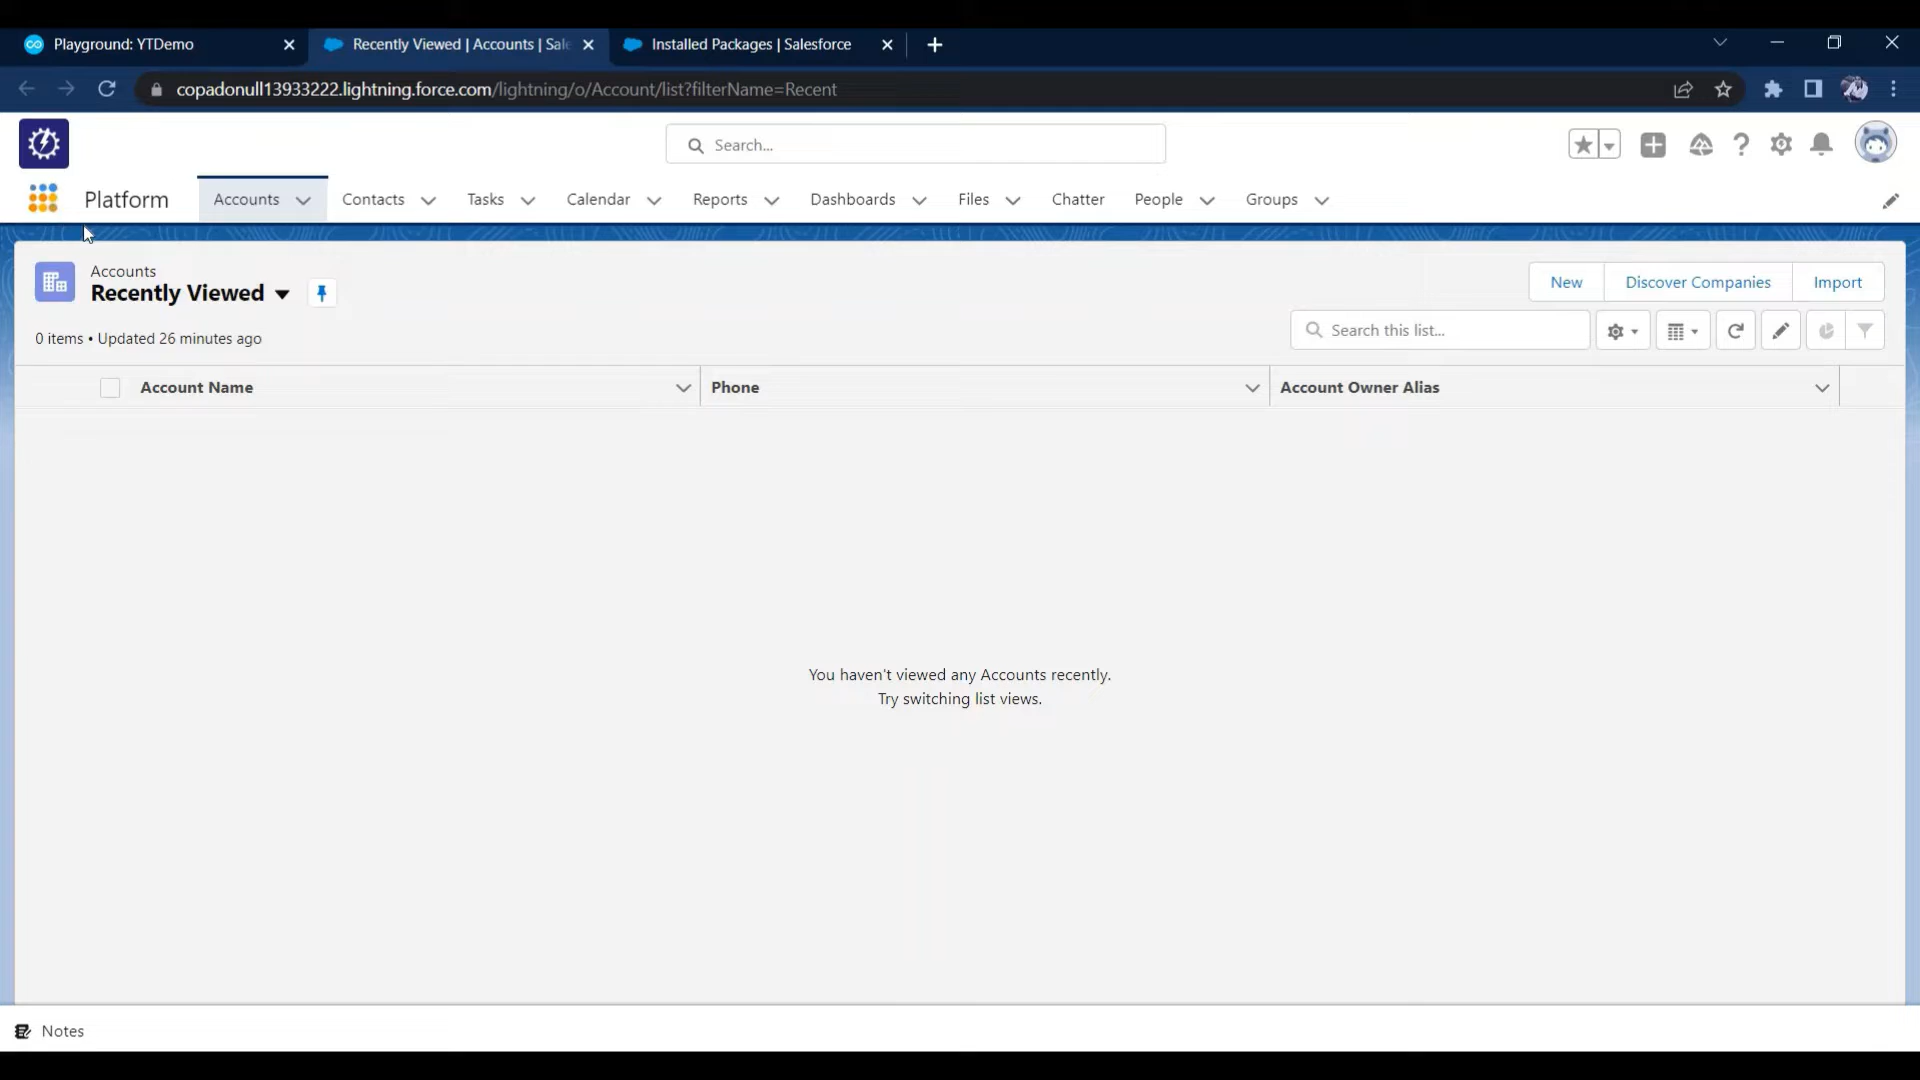 Playground: YTDemo
Recently Viewed | Accounts | Sale
Installed Packages | Salesforce
copadonull13933222.lightning.force.com/lightning/o/Account/list?filterName=Recent
Search...
Platform
Accounts
Contacts
Tasks
Calendar
Reports
Dashboards
Files
Chatter
People
Groups
Accounts
Recently Viewed
New
Discover Companies
Import
0 items • Updated 26 minutes ago
Search this list...
Account Name
Phone
Account Owner Alias
You haven't viewed any Accounts recently.
Try switching list views.
Notes